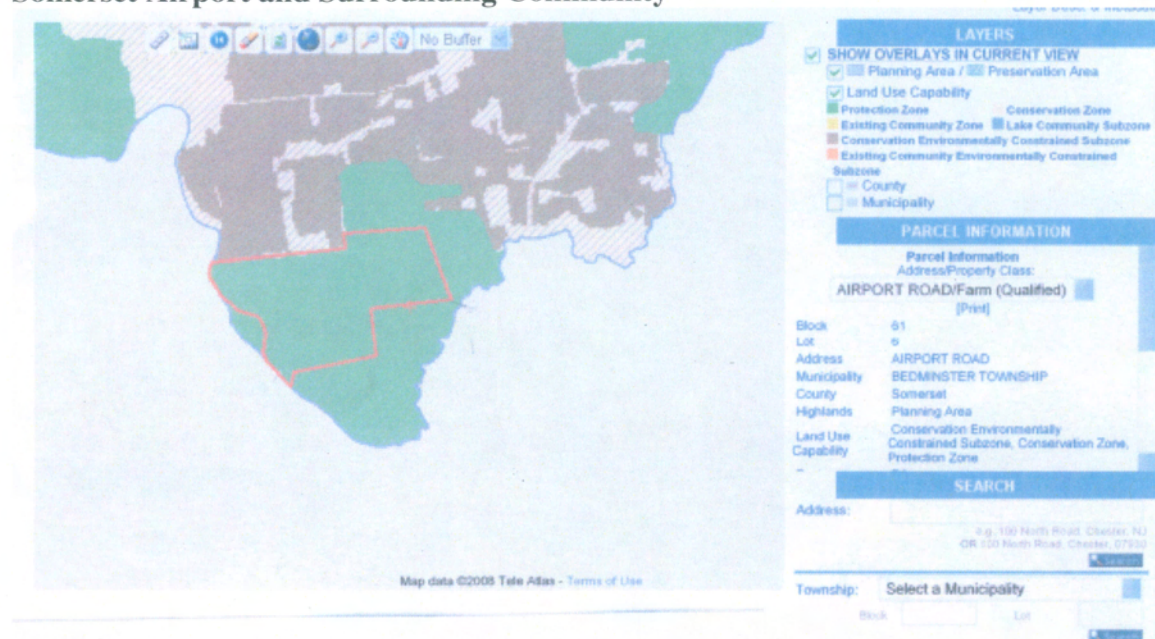 Somerset Airport and Surrounding Community
No Buffer
Map data ©2008 Tele Atlas - Terms of Use
LAYERS
SHOW OVERLAYS IN CURRENT VIEW
Planning Area / Preservation Area
Land Use Capability
Protection Zone Conservation Zone
Existing Community Zone Lake Community Subzone
Conservation Environmentally Constrained Subzone
Existing Community Environmentally Constrained
Subzone
County
Municipality
PARCEL INFORMATION
Parcel Information
Address/Property Class:
AIRPORT ROAD/Farm (Qualified)
[Print]
Block 61
Lot 6
Address AIRPORT ROAD
Municipality BEDMINSTER TOWNSHIP
County Somerset
Highlands Planning Area
Land Use Capability Conservation Environmentally
Constrained Subzone, Conservation Zone,
Protection Zone
SEARCH
Address:
e.g., 100 North Road, Chester, NJ
OR 100 North Road, Chester,
Search
Township: Select a Municipality
Block Lot
Search